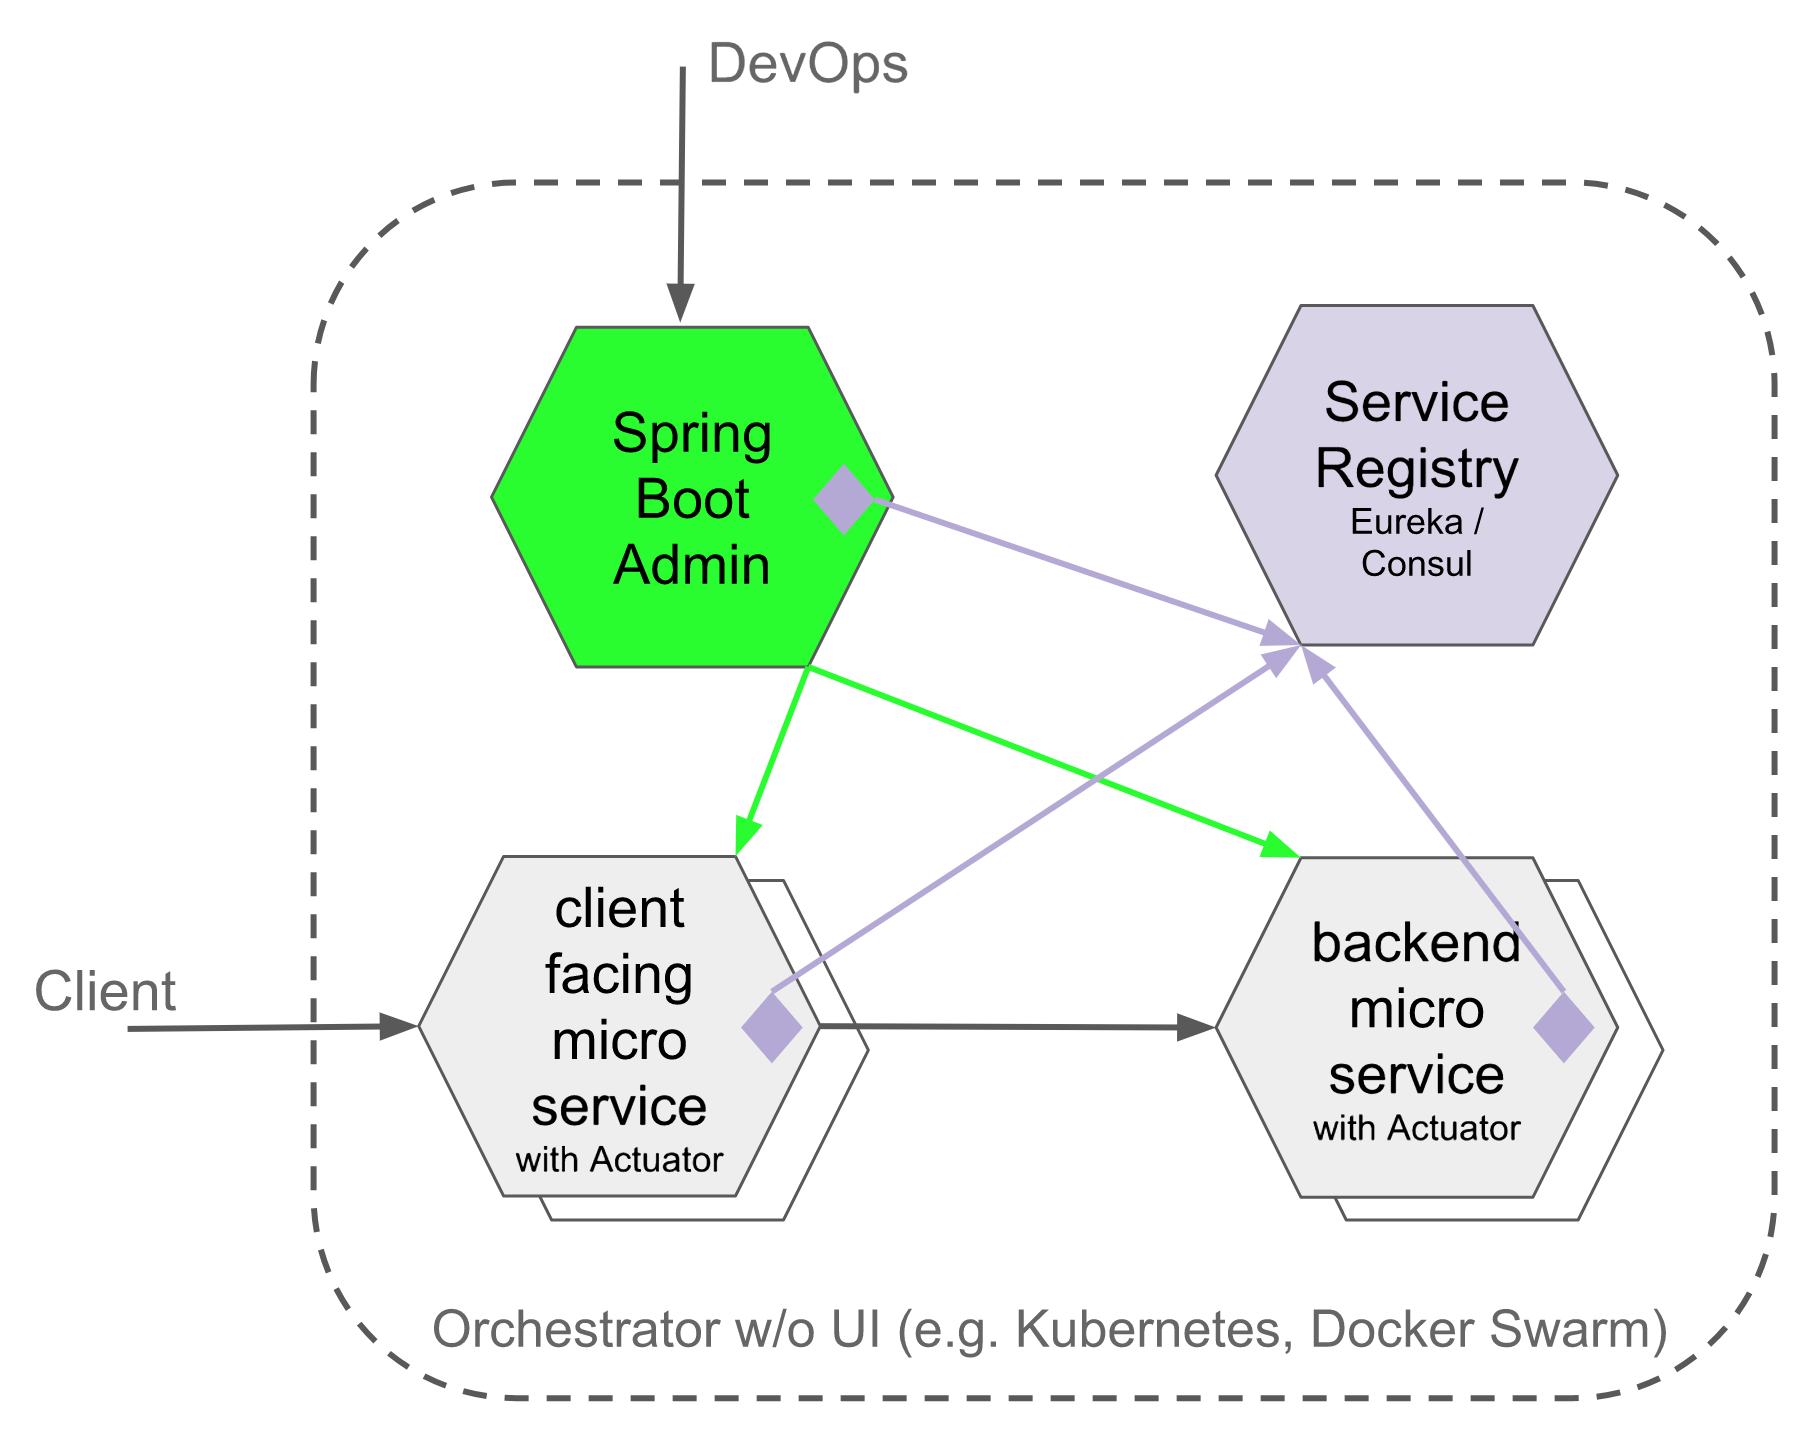 DevOps
Spring
Boot
Admin
Service
Registry
Eureka /
Consul
Client
client
facing
micro
service
with Actuator
backend
micro
service
with Actuator
Orchestrator w/o UI (e.g. Kubernetes, Docker Swarm)